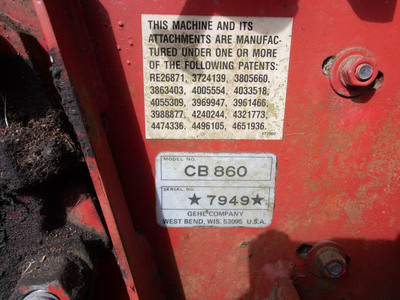 THIS MACHINE AND ITS
ATTACHMENTS ARE MANUFAC-
TURED UNDER ONE OR MORE
OF THE FOLLOWING PATENTS:
RE26871, 3724139, 3805660,
3863403, 4005554, 4033518,
4055309, 3969947, 3961466,
3988877, 4240244, 4321773,
4474336, 4496105, 4651936.
MODEL NO.
CB 860
SERIAL NO.
★ 7949 ★
GEHL COMPANY
WEST BEND, WIS. 53095 U.S.A.